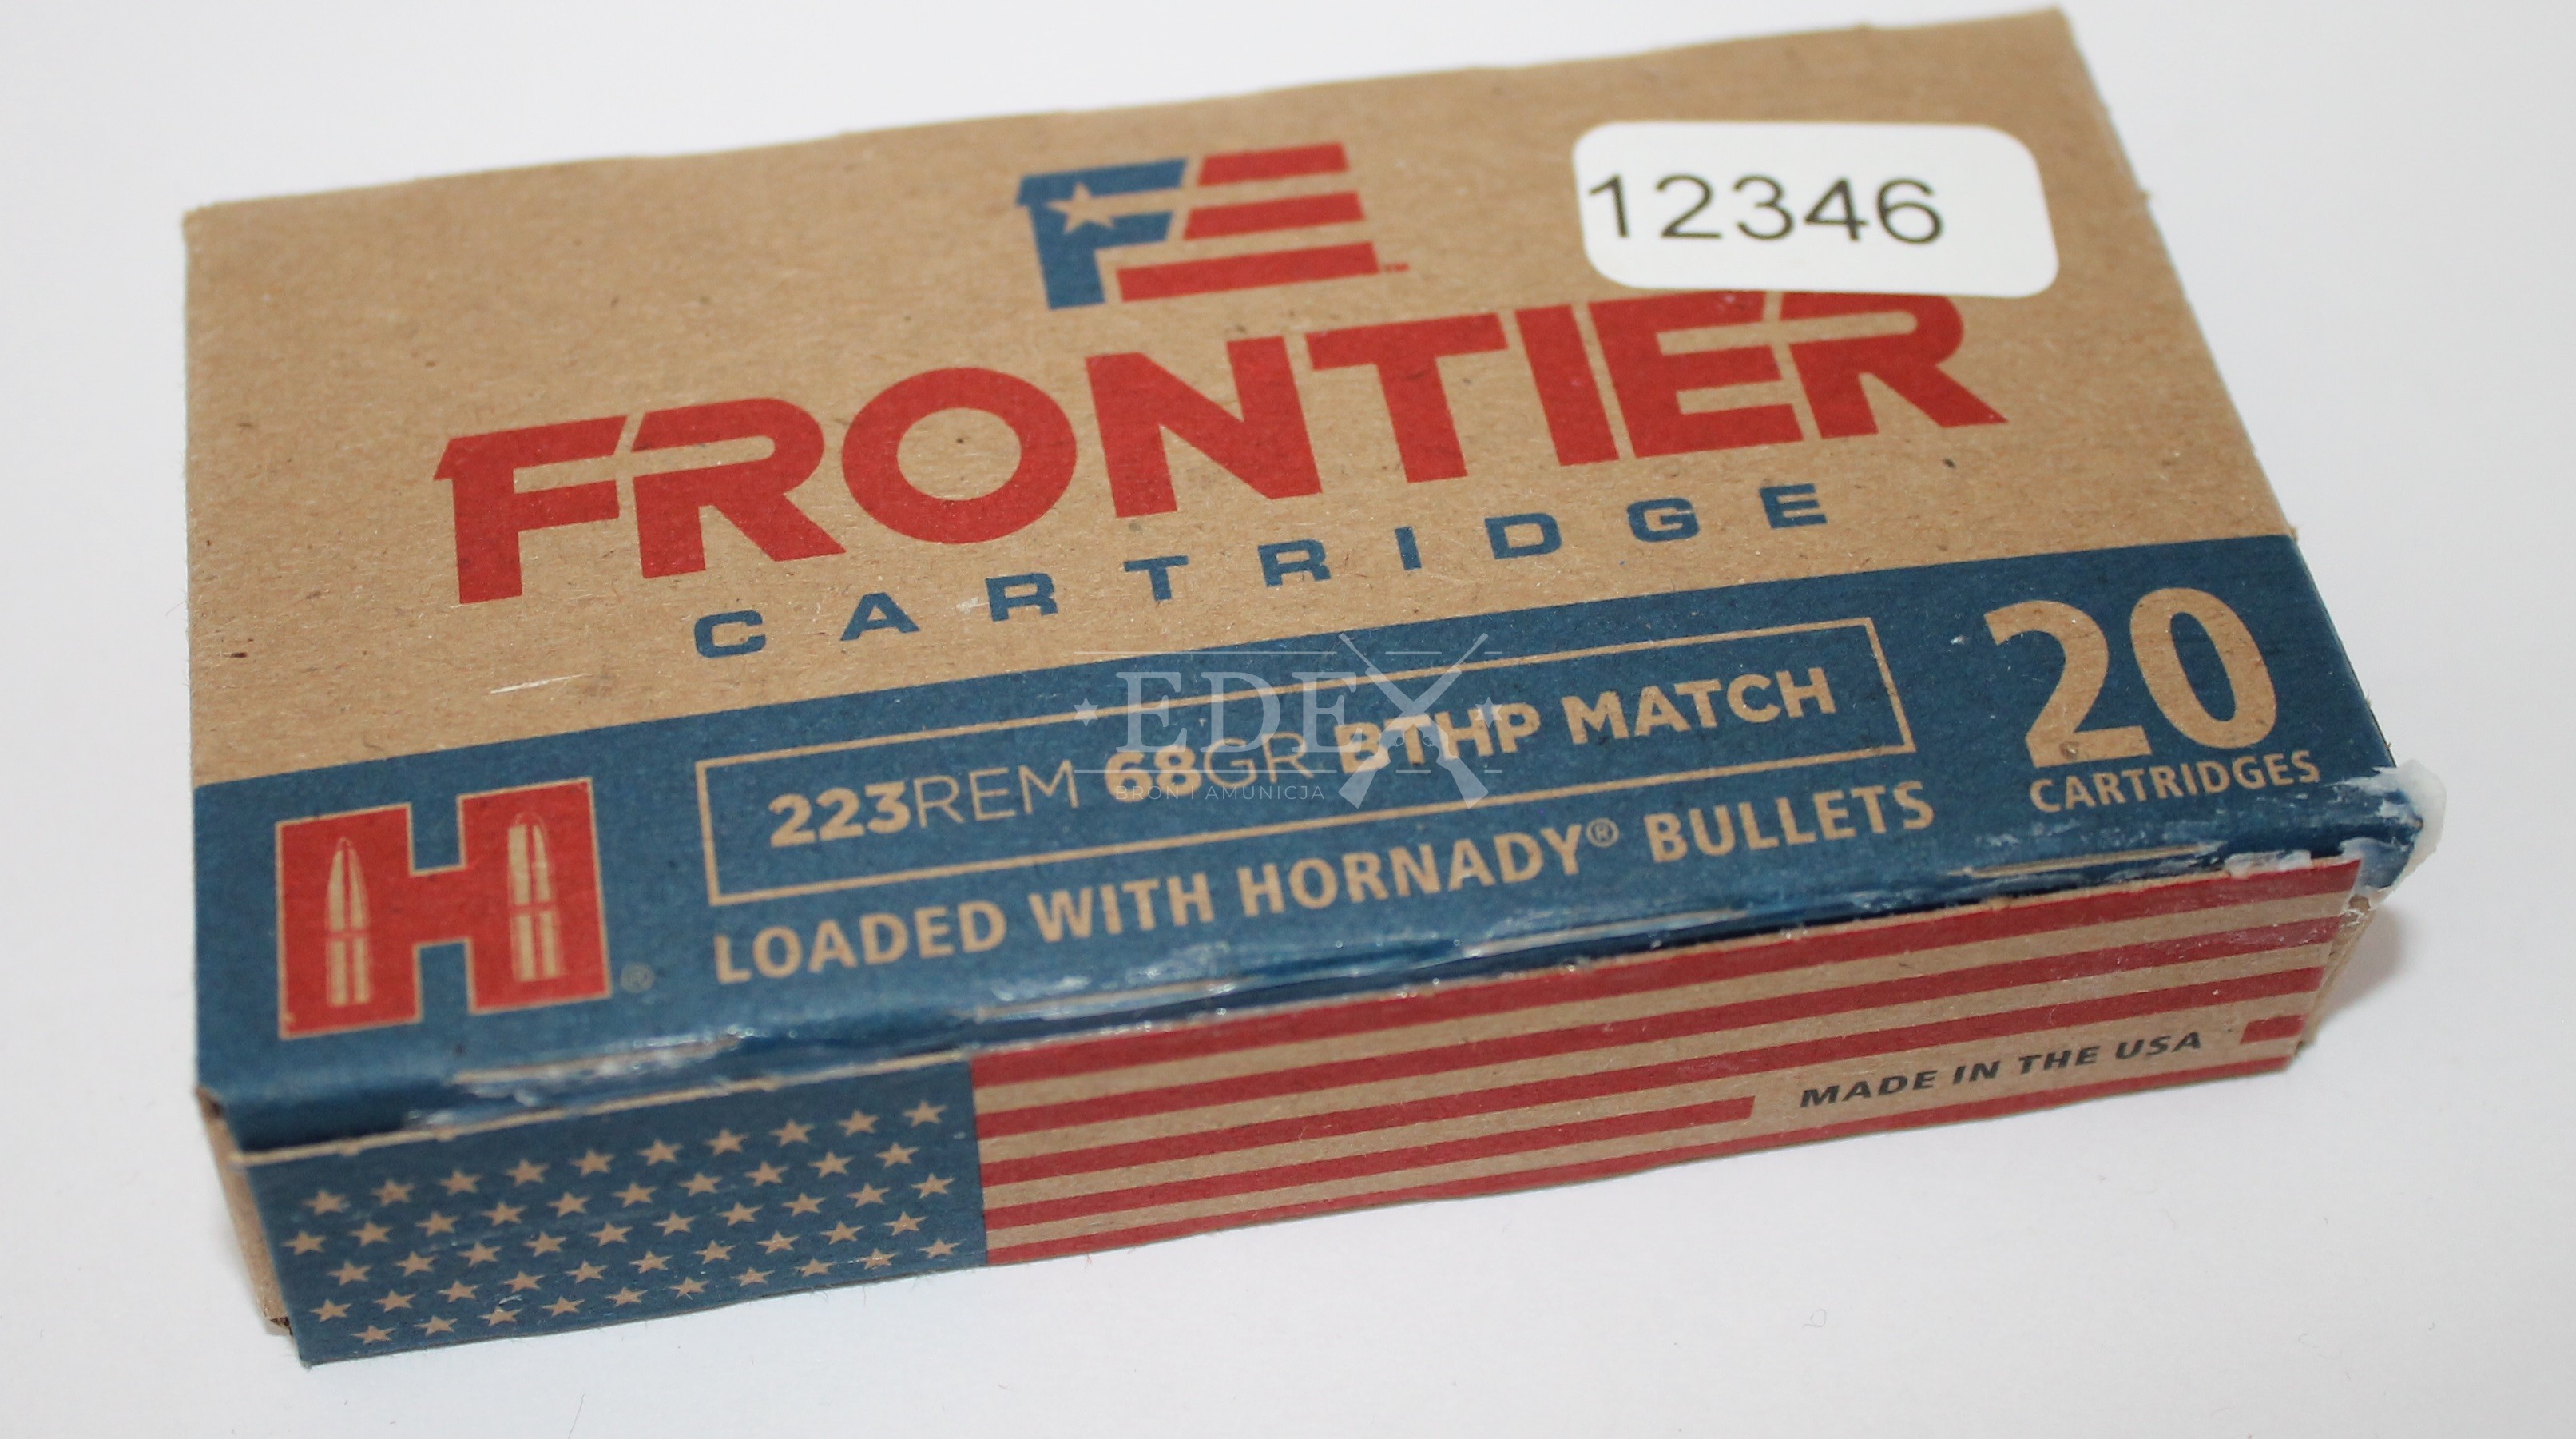 12346
FE™
FRONTIER
CARTRIDGE
223REM 68GR BTHP MATCH
20
CARTRIDGES
LOADED WITH HORNADY® BULLETS
H®
EDEX
BROŃ I AMUNICJA
MADE IN THE USA